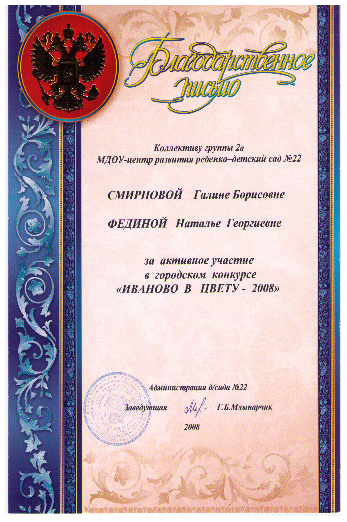 Благодарственное
письмо
Коллективу группы 2а
МДОУ-центр развития ребенка–детский сад №22
СМИРНОВОЙ Галине Борисовне
ФЕДИНОЙ Наталье Георгиевне
за активное участие
в городском конкурсе
«ИВАНОВО В ЦВЕТУ - 2008»
Администрация д/сада №22
Заведующая Г.Б.Млынарчик
2008